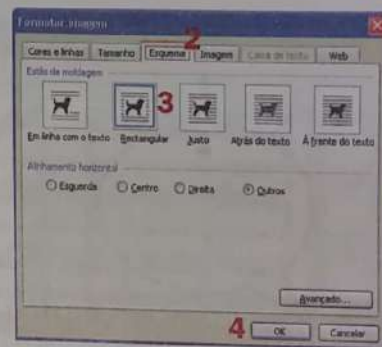 Formatar imagem
2
Cores e linhas Tamanho Esquema Imagem Caixa de texto Web
Estilo de moldagem
3
Em linha com o texto Rectangular Justo Atrás do texto À frente do texto
Alinhamento horizontal
Esquerda Centro Direita Outros
Avançado...
4 OK Cancelar